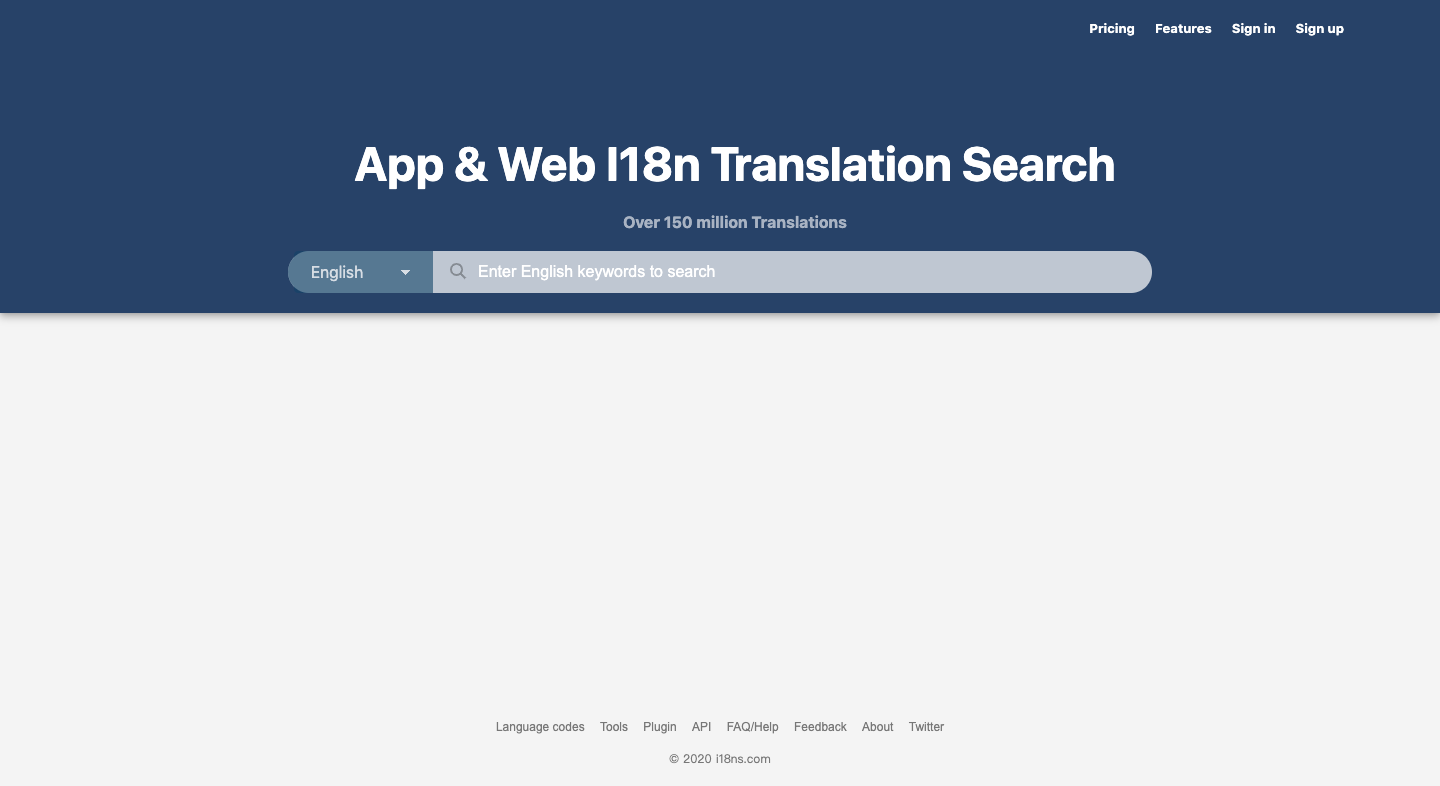 Pricing Features Sign in Sign up
App & Web I18n Translation Search
Over 150 million Translations
English Enter English keywords to search
Language codes Tools Plugin API FAQ/Help Feedback About Twitter
© 2020 i18ns.com